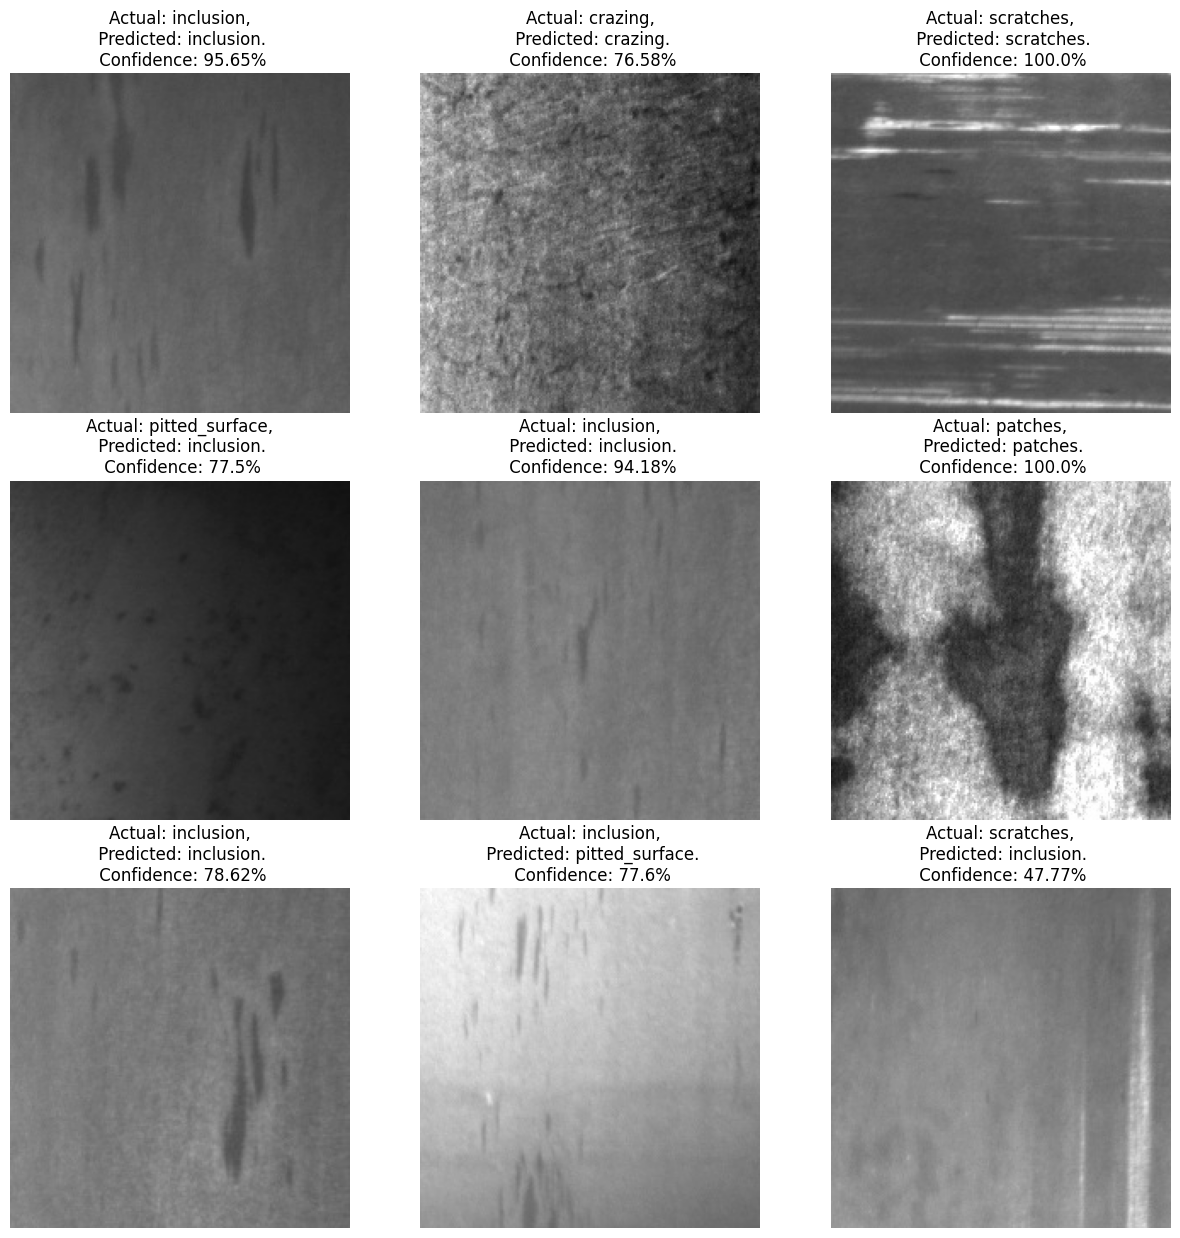 Actual: inclusion,
Predicted: inclusion.
Confidence: 95.65%
Actual: crazing,
Predicted: crazing.
Confidence: 76.58%
Actual: scratches,
Predicted: scratches.
Confidence: 100.0%
Actual: pitted_surface,
Predicted: inclusion.
Confidence: 77.5%
Actual: inclusion,
Predicted: inclusion.
Confidence: 94.18%
Actual: patches,
Predicted: patches.
Confidence: 100.0%
Actual: inclusion,
Predicted: inclusion.
Confidence: 78.62%
Actual: inclusion,
Predicted: pitted_surface.
Confidence: 77.6%
Actual: scratches,
Predicted: inclusion.
Confidence: 47.77%